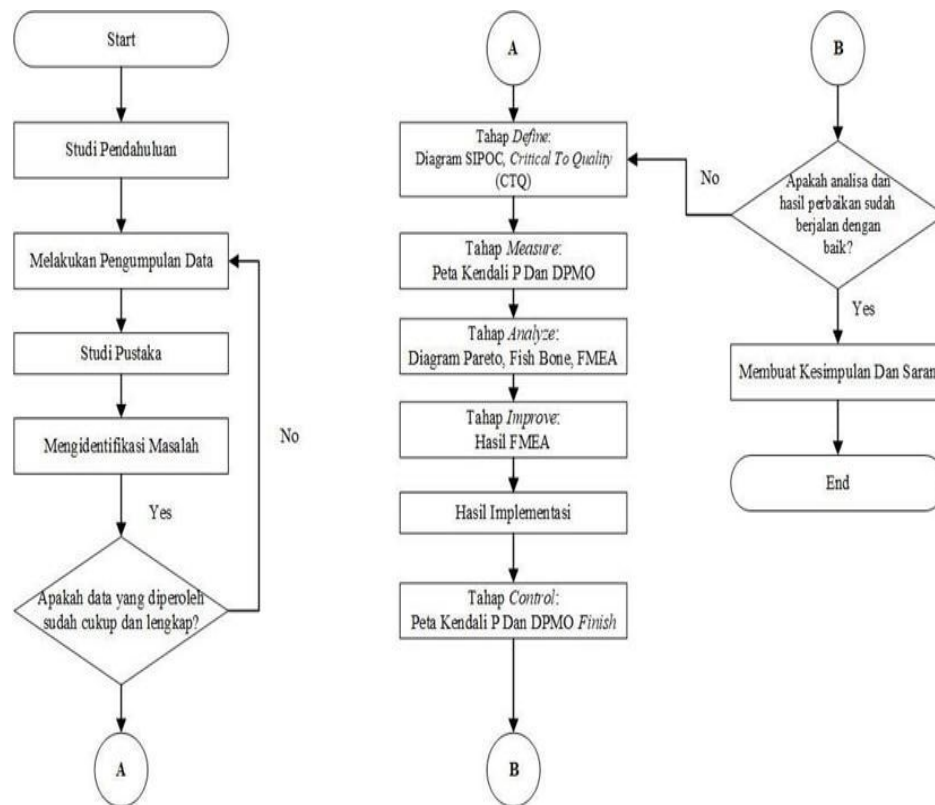 Start
Studi Pendahuluan
Melakukan Pengumpulan Data
Studi Pustaka
Mengidentifikasi Masalah
No
Yes
Apakah data yang diperoleh
sudah cukup dan lengkap?
A
A
Tahap Define:
Diagram SIPOC, Critical To Quality
(CTQ)
Tahap Measure:
Peta Kendali P Dan DPMO
Tahap Analyze:
Diagram Pareto, Fish Bone, FMEA
Tahap Improve:
Hasil FMEA
Hasil Implementasi
Tahap Control:
Peta Kendali P Dan DPMO Finish
B
B
No
Apakah analisa dan
hasil perbaikan sudah
berjalan dengan
baik?
Yes
Membuat Kesimpulan Dan Saran
End